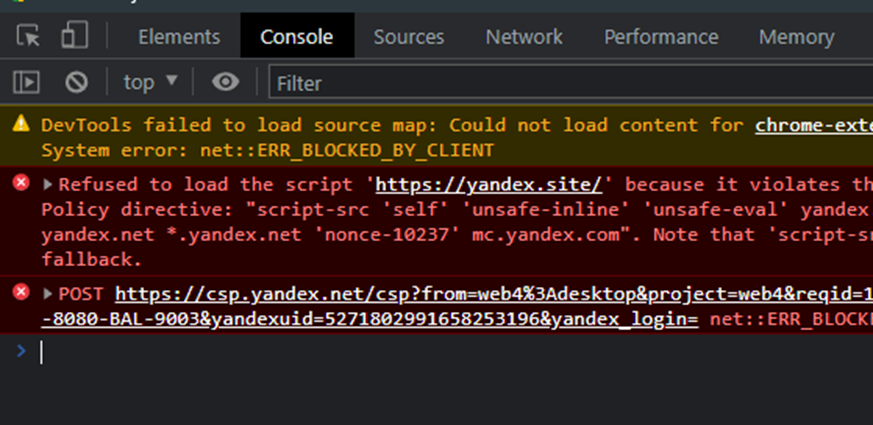 Elements Console Sources Network Performance Memory
top Filter
DevTools failed to load source map: Could not load content for chrome-exte
System error: net::ERR_BLOCKED_BY_CLIENT
Refused to load the script 'https://yandex.site/' because it violates th
Policy directive: "script-src 'self' 'unsafe-inline' 'unsafe-eval' yandex
yandex.net *.yandex.net 'nonce-10237' mc.yandex.com". Note that 'script-sr
fallback.
POST https://csp.yandex.net/csp?from=web4%3Adesktop&project=web4&reqid=1
-8080-BAL-9003&yandexuid=5271802991658253196&yandex_login= net::ERR_BLOCK